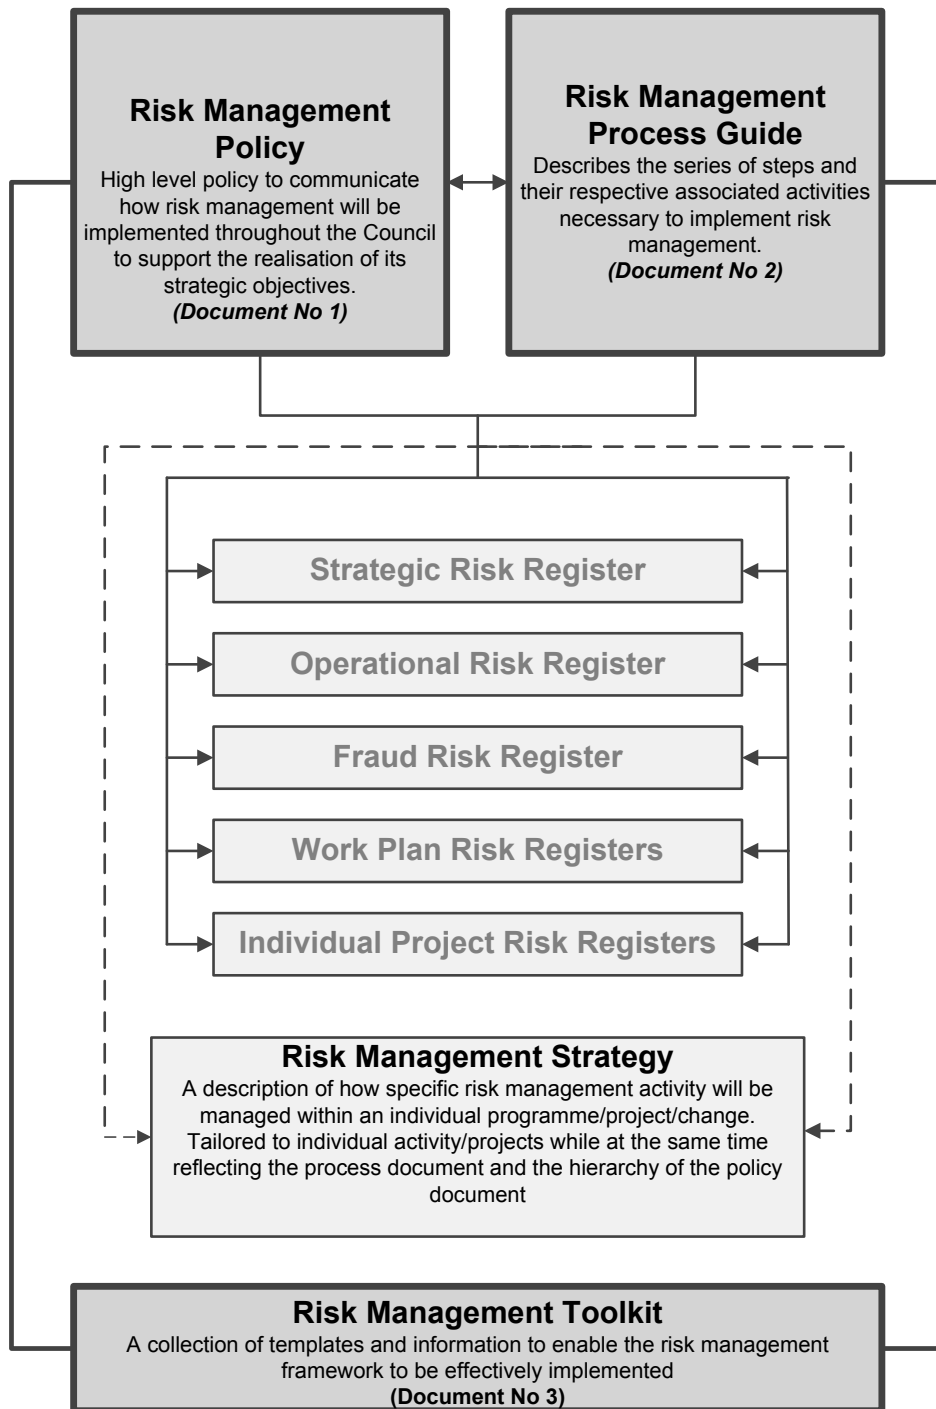 Risk Management
Policy
High level policy to communicate
how risk management will be
implemented throughout the Council
to support the realisation of its
strategic objectives.
(Document No 1)
Risk Management
Process Guide
Describes the series of steps and
their respective associated activities
necessary to implement risk
management.
(Document No 2)
Strategic Risk Register
Operational Risk Register
Fraud Risk Register
Work Plan Risk Registers
Individual Project Risk Registers
Risk Management Strategy
A description of how specific risk management activity will be
managed within an individual programme/project/change.
Tailored to individual activity/projects while at the same time
reflecting the process document and the hierarchy of the policy
document
Risk Management Toolkit
A collection of templates and information to enable the risk management
framework to be effectively implemented
(Document No 3)